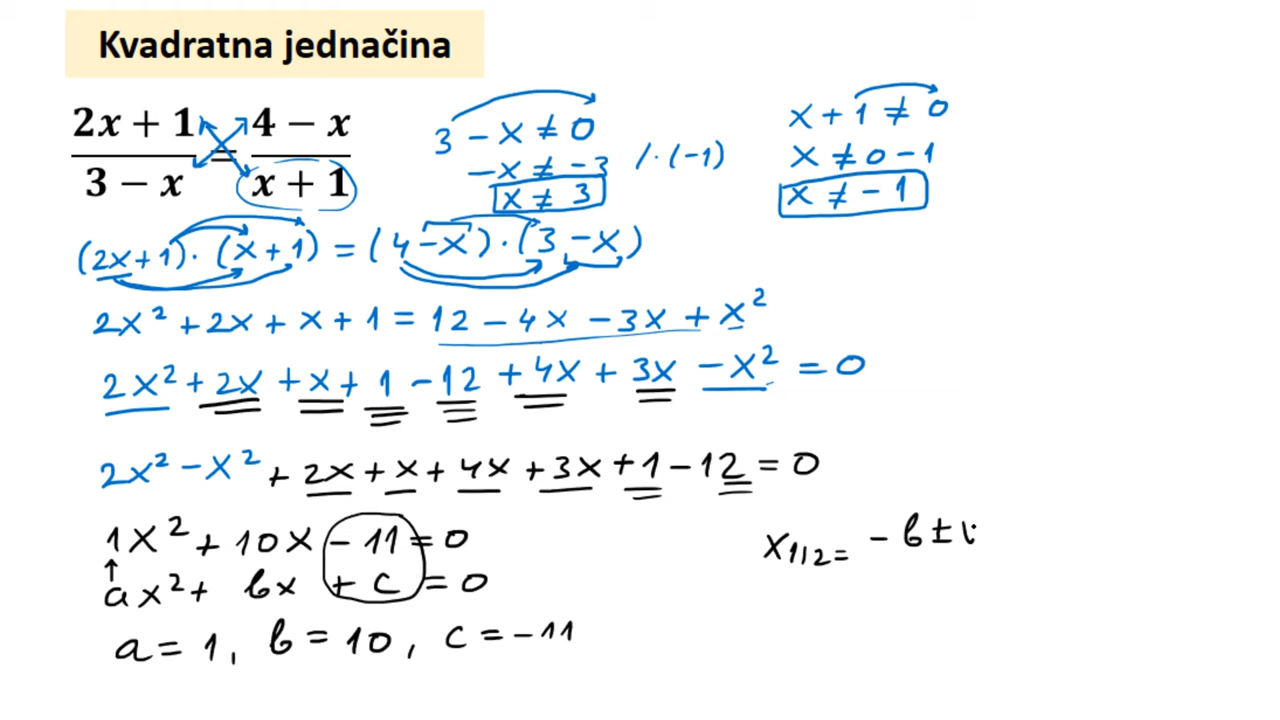 Kvadratna jednačina
2x + 1 / 3 − x = 4 − x / x + 1
3 − x ≠ 0
−x ≠ −3 /·(−1)
x ≠ 3
x + 1 ≠ 0
x ≠ 0 − 1
x ≠ −1
(2x+1)·(x+1) = (4−x)·(3−x)
2x² + 2x + x + 1 = 12 − 4x − 3x + x²
2x² + 2x + x + 1 − 12 + 4x + 3x − x² = 0
2x² − x² + 2x + x + 4x + 3x + 1 − 12 = 0
1x² + 10x − 11 = 0
ax² + bx + c = 0
a = 1, b = 10, c = −11
x1/2 = −b ±